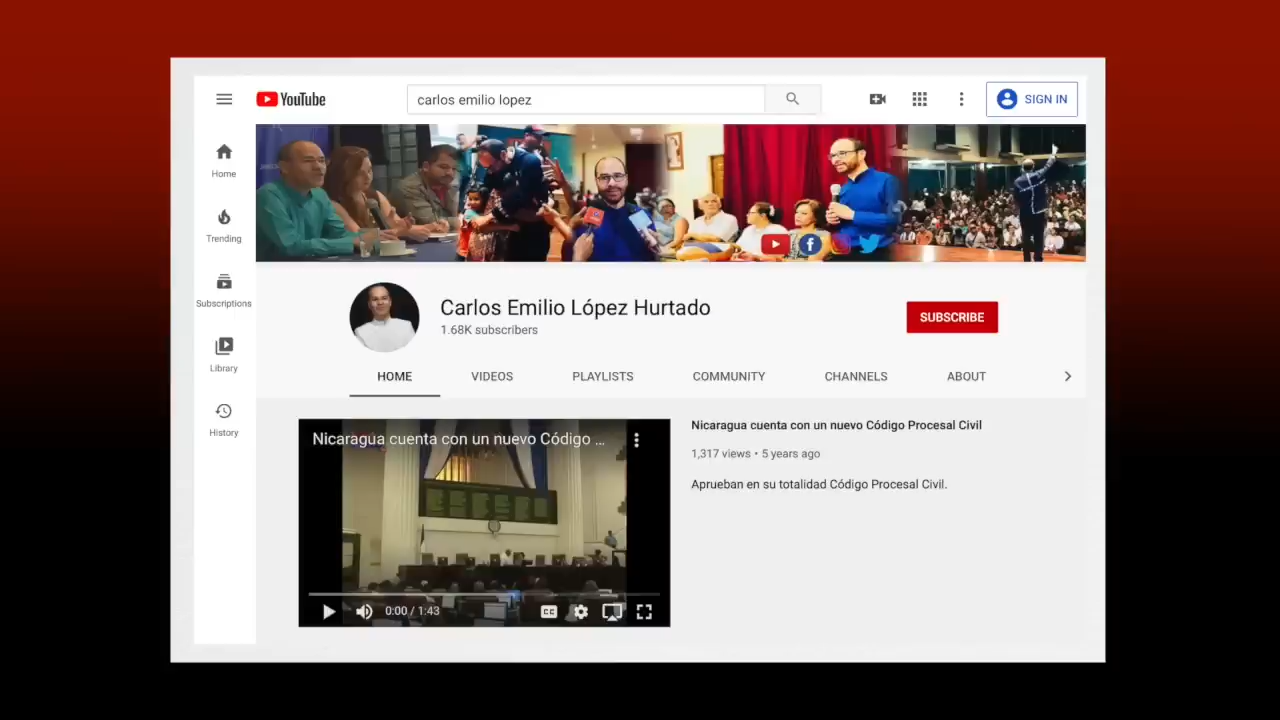 YouTube
carlos emilio lopez
SIGN IN
Home
Trending
Subscriptions
Library
History
Carlos Emilio López Hurtado
1.68K subscribers
SUBSCRIBE
HOME VIDEOS PLAYLISTS COMMUNITY CHANNELS ABOUT
Nicaragua cuenta con un nuevo Código ...
0:00 / 1:43
CC
Nicaragua cuenta con un nuevo Código Procesal Civil
1,317 views • 5 years ago
Aprueban en su totalidad Código Procesal Civil.